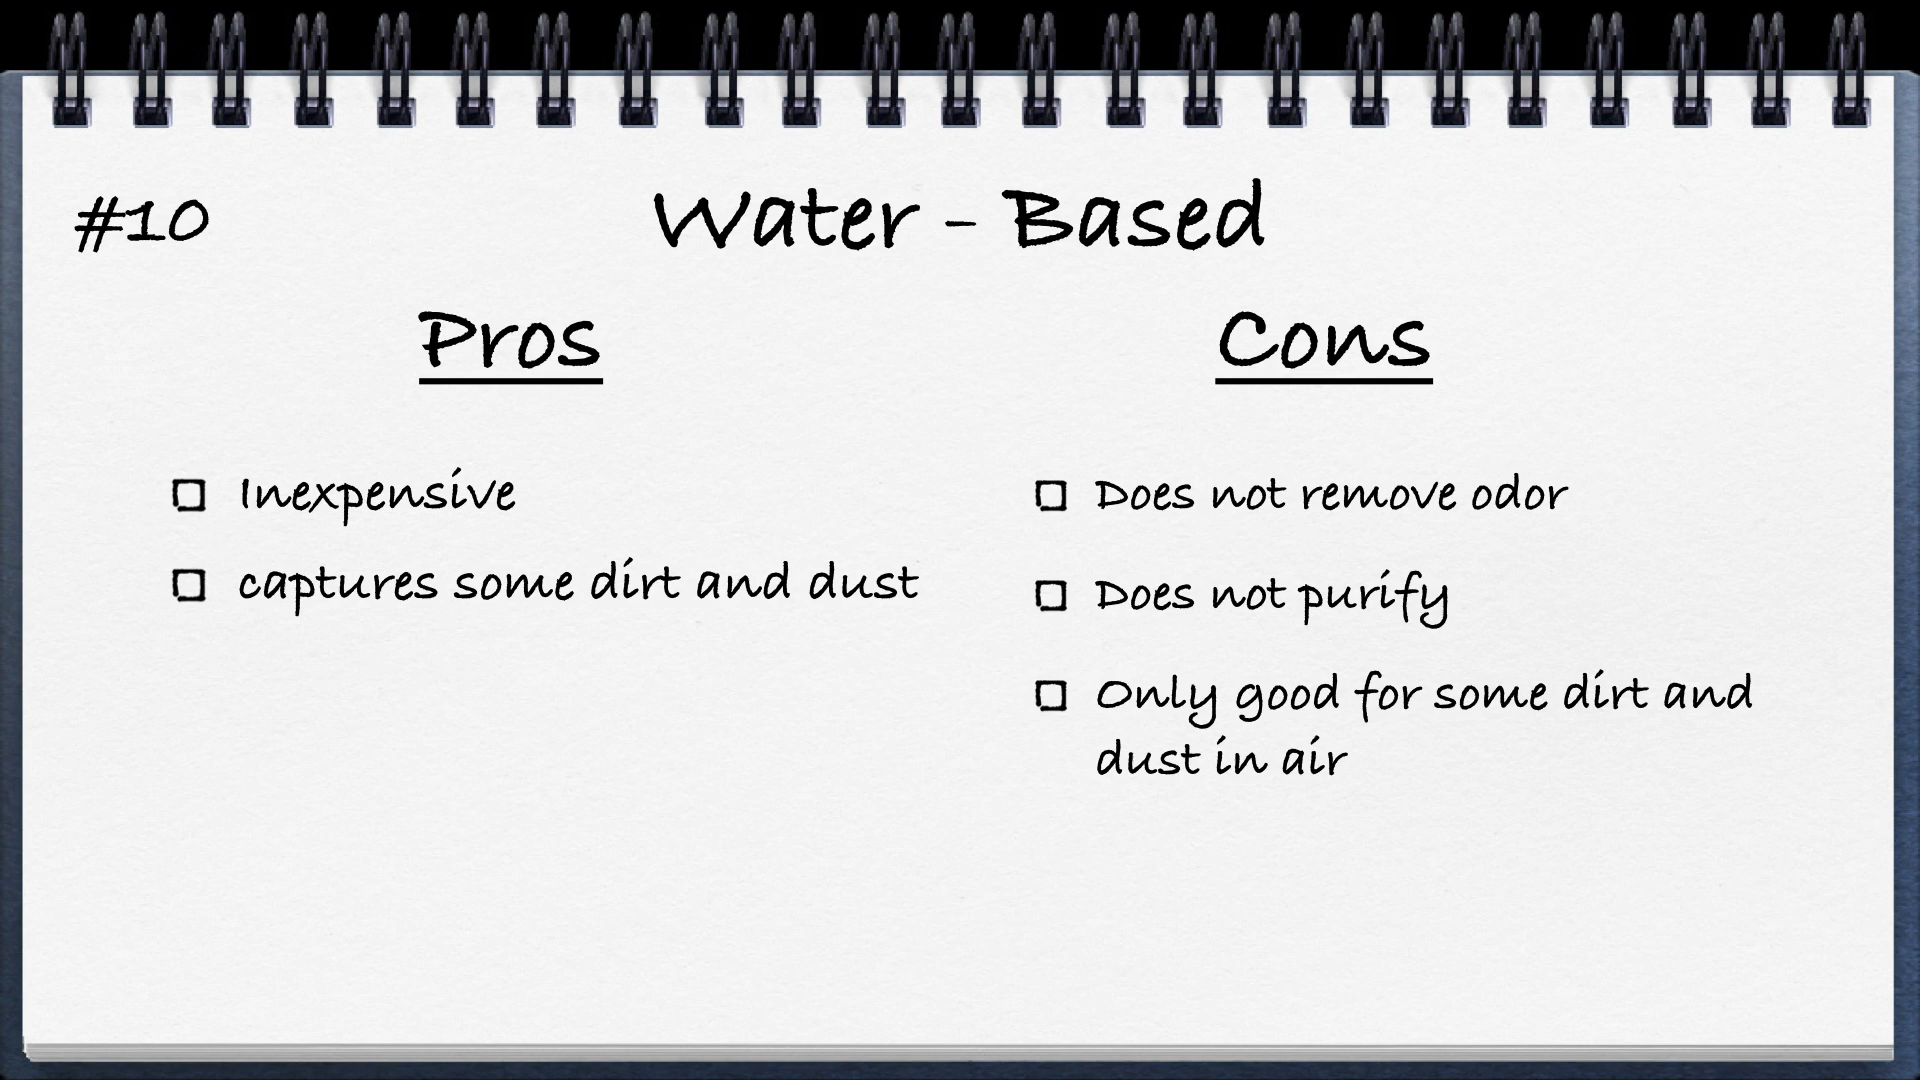 #10
Water - Based
Pros
Cons
Inexpensive
captures some dirt and dust
Does not remove odor
Does not purify
Only good for some dirt and
dust in air